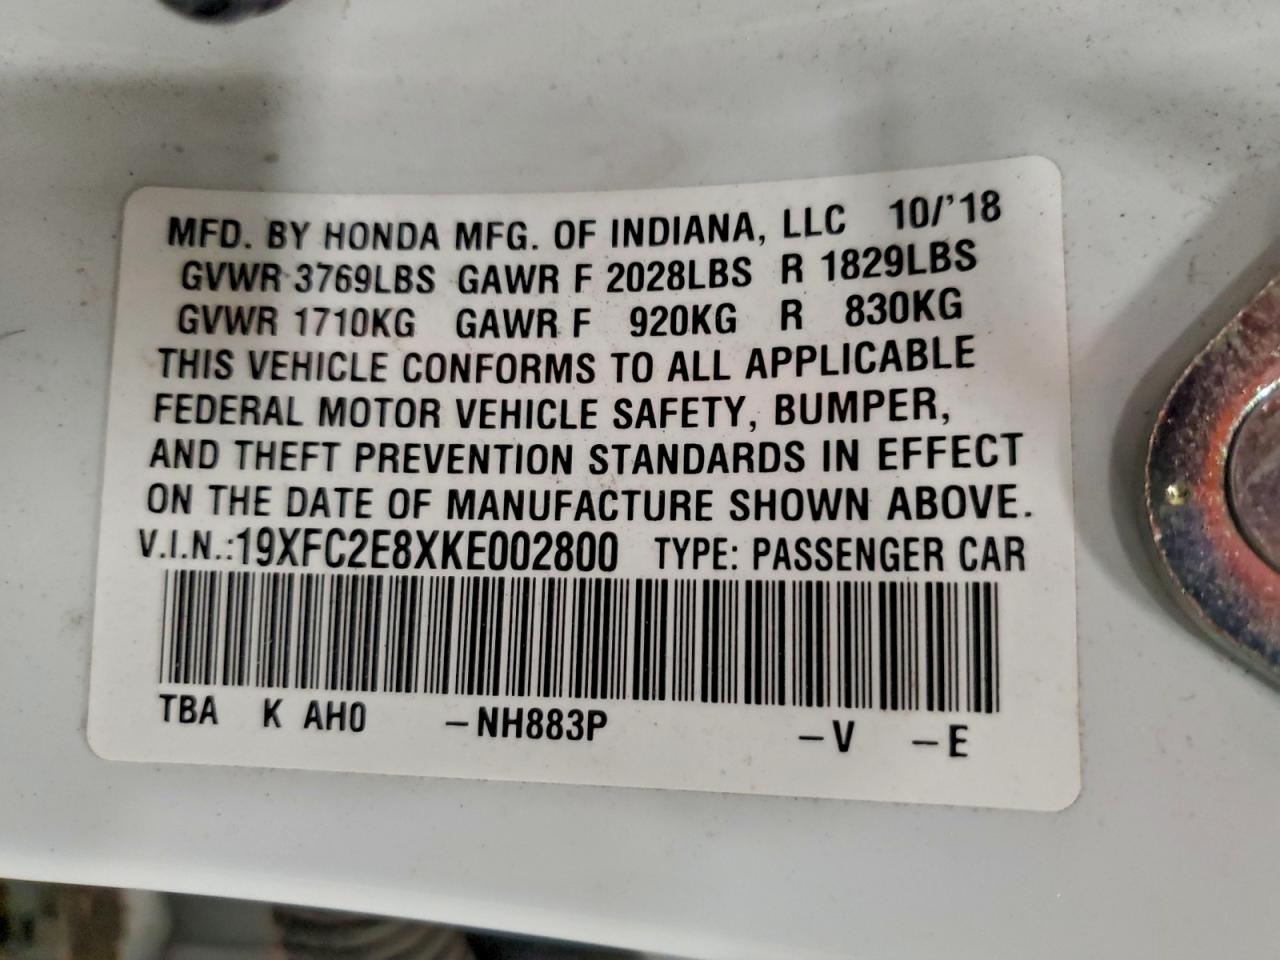 MFD. BY HONDA MFG. OF INDIANA, LLC 10/'18
GVWR 3769LBS GAWR F 2028LBS R 1829LBS
GVWR 1710KG GAWR F 920KG R 830KG
THIS VEHICLE CONFORMS TO ALL APPLICABLE
FEDERAL MOTOR VEHICLE SAFETY, BUMPER,
AND THEFT PREVENTION STANDARDS IN EFFECT
ON THE DATE OF MANUFACTURE SHOWN ABOVE.
V.I.N.:19XFC2E8XKE002800 TYPE: PASSENGER CAR
TBA K AH0 –NH883P –V –E